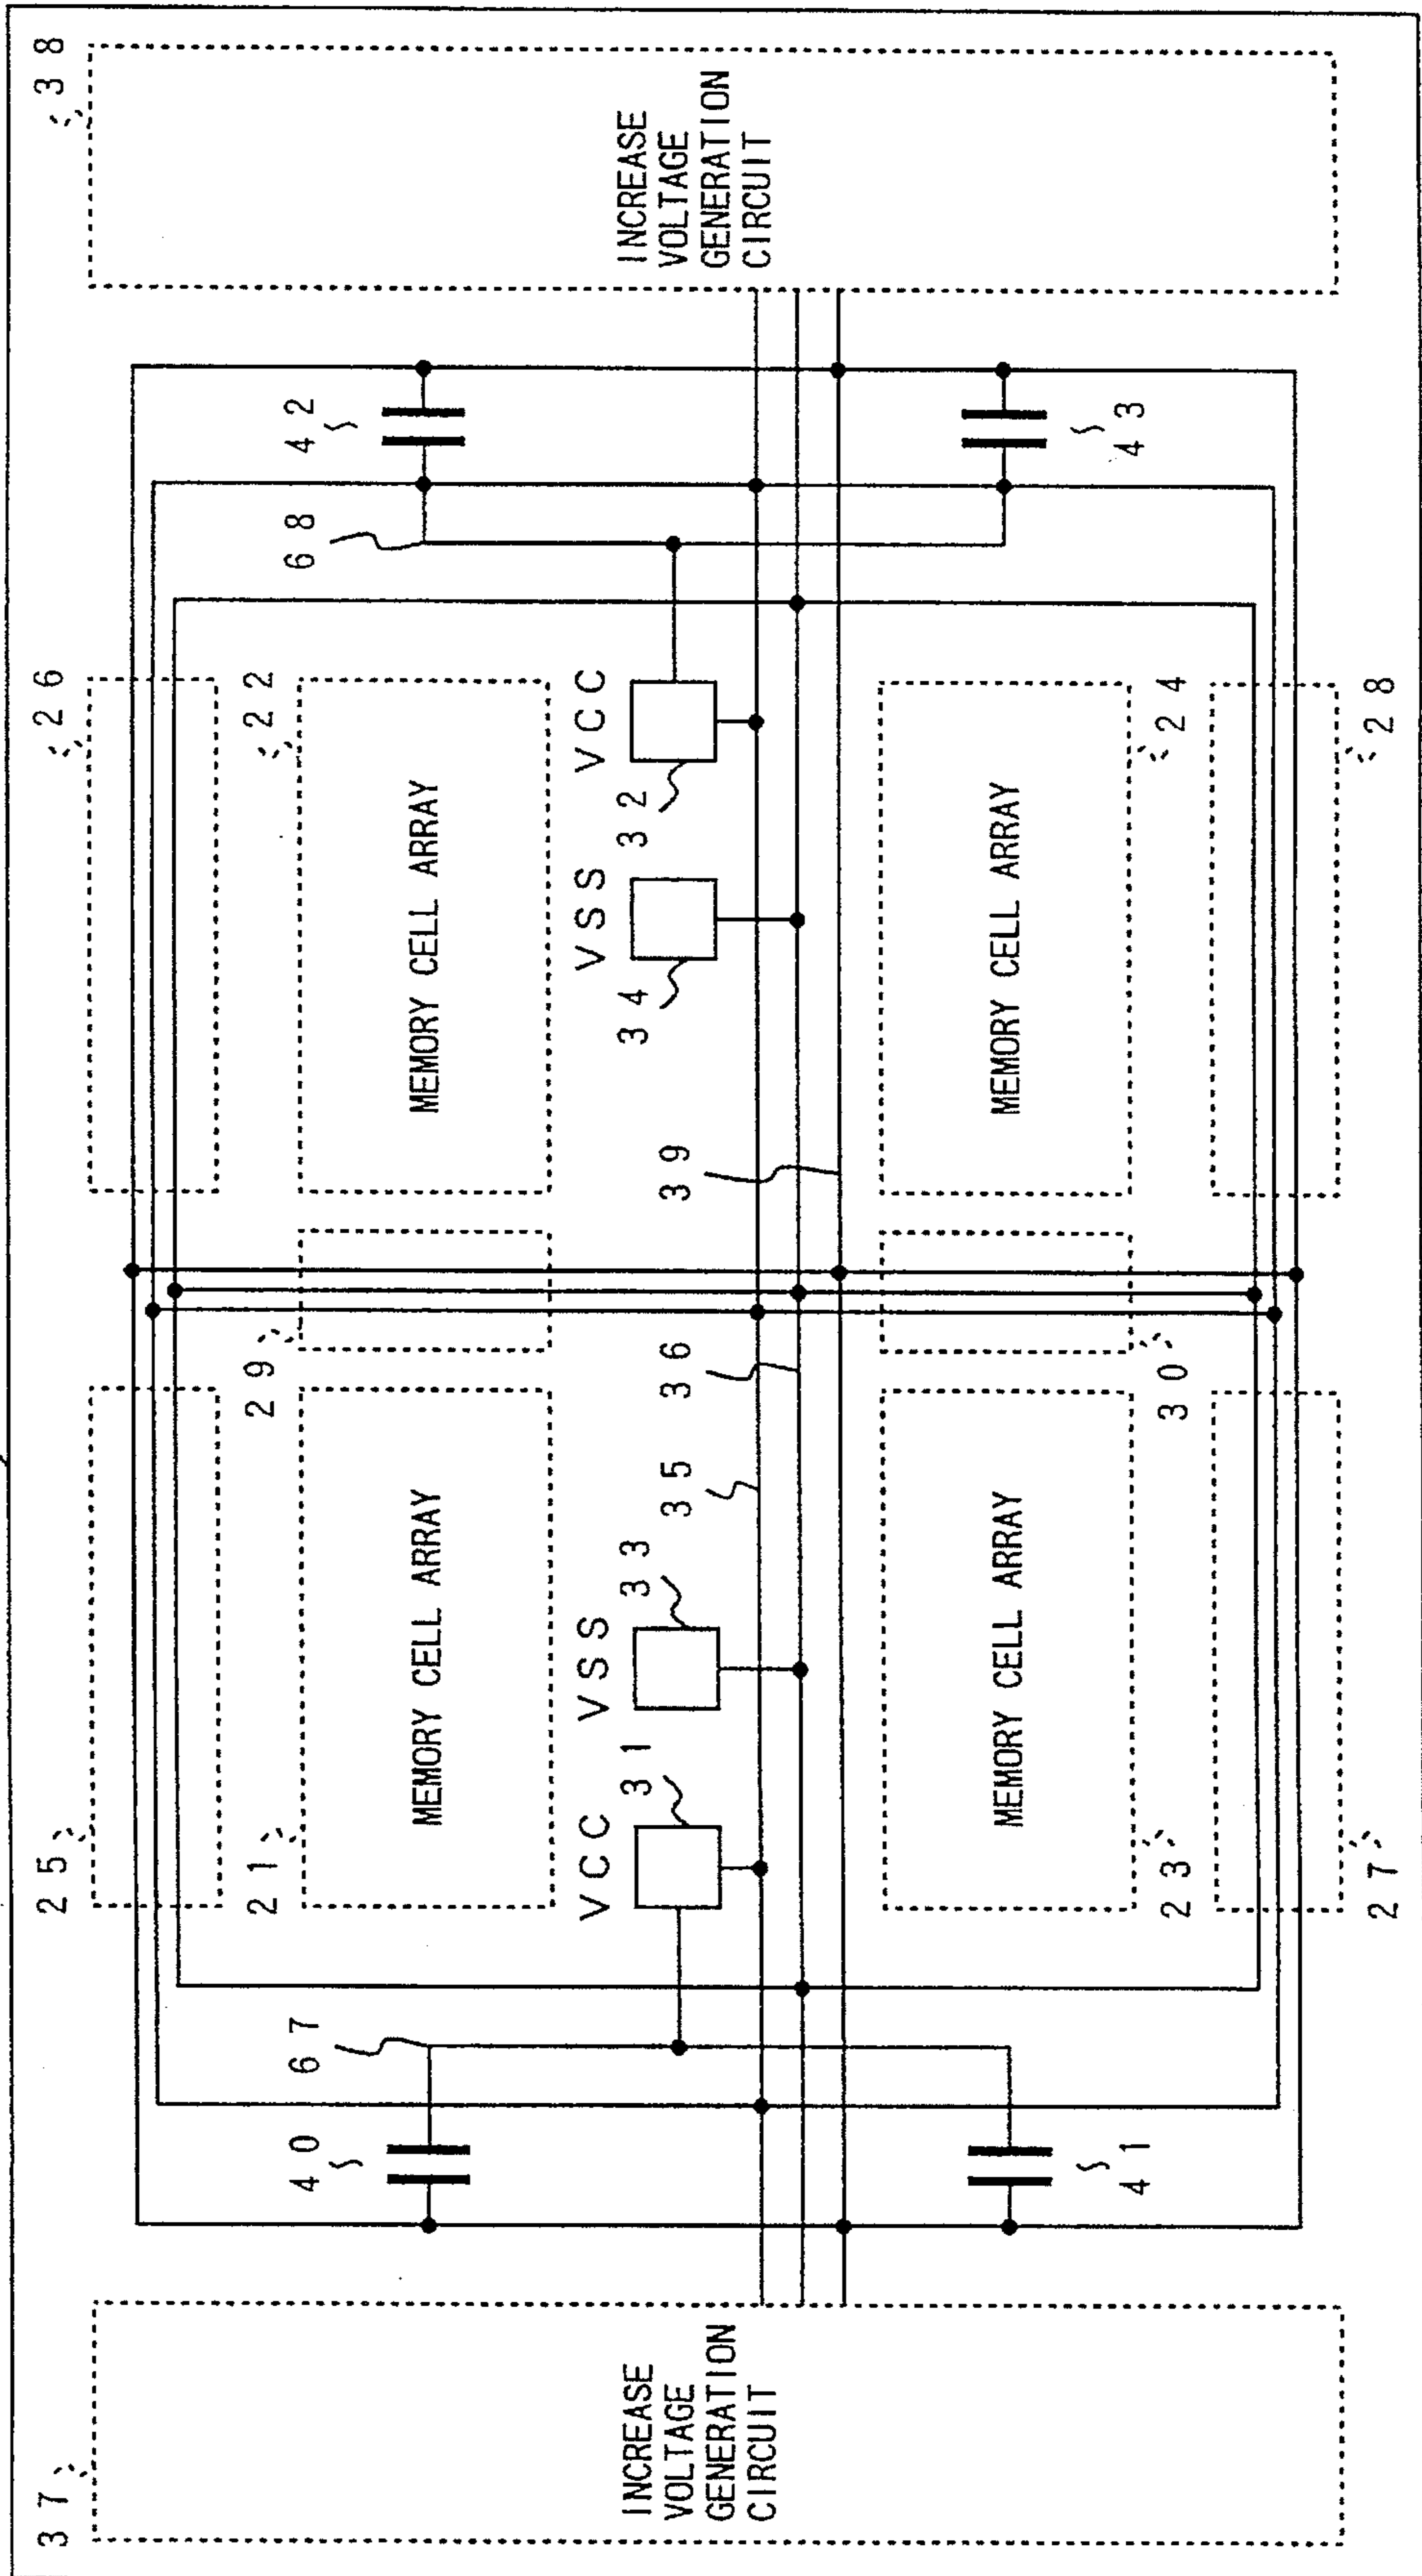 37
INCREASE
VOLTAGE
GENERATION
CIRCUIT
38
INCREASE
VOLTAGE
GENERATION
CIRCUIT
25
26
21
MEMORY CELL ARRAY
29
22
MEMORY CELL ARRAY
40
67
68
42
VCC
31
VSS
33
VSS
34
VCC
32
35
36
39
41
43
MEMORY CELL ARRAY
23
30
MEMORY CELL ARRAY
24
27
28